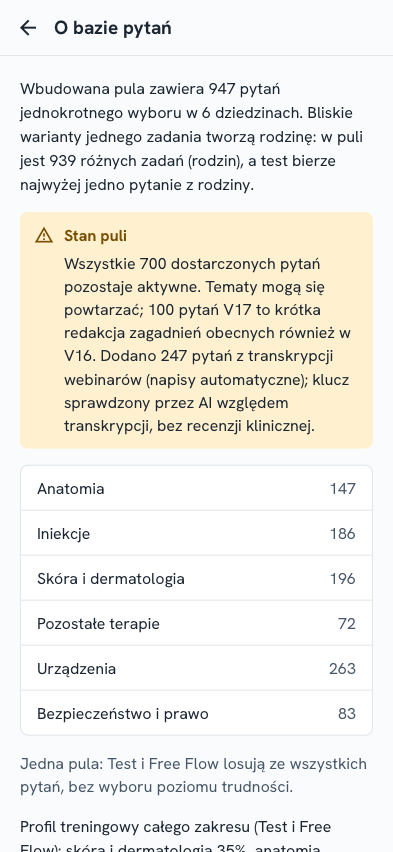 O bazie pytań
Wbudowana pula zawiera 947 pytań
jednokrotnego wyboru w 6 dziedzinach. Bliskie
warianty jednego zadania tworzą rodzinę: w puli
jest 939 różnych zadań (rodzin), a test bierze
najwyżej jedno pytanie z rodziny.
Stan puli
Wszystkie 700 dostarczonych pytań
pozostaje aktywne. Tematy mogą się
powtarzać; 100 pytań V17 to krótka
redakcja zagadnień obecnych również w
V16. Dodano 247 pytań z transkrypcji
webinarów (napisy automatyczne); klucz
sprawdzony przez AI względem
transkrypcji, bez recenzji klinicznej.
Anatomia 147
Iniekcje 186
Skóra i dermatologia 196
Pozostałe terapie 72
Urządzenia 263
Bezpieczeństwo i prawo 83
Jedna pula: Test i Free Flow losują ze wszystkich
pytań, bez wyboru poziomu trudności.
Profil treningowy całego zakresu (Test i Free
Flow): skóra i dermatologia 35%, anatomia